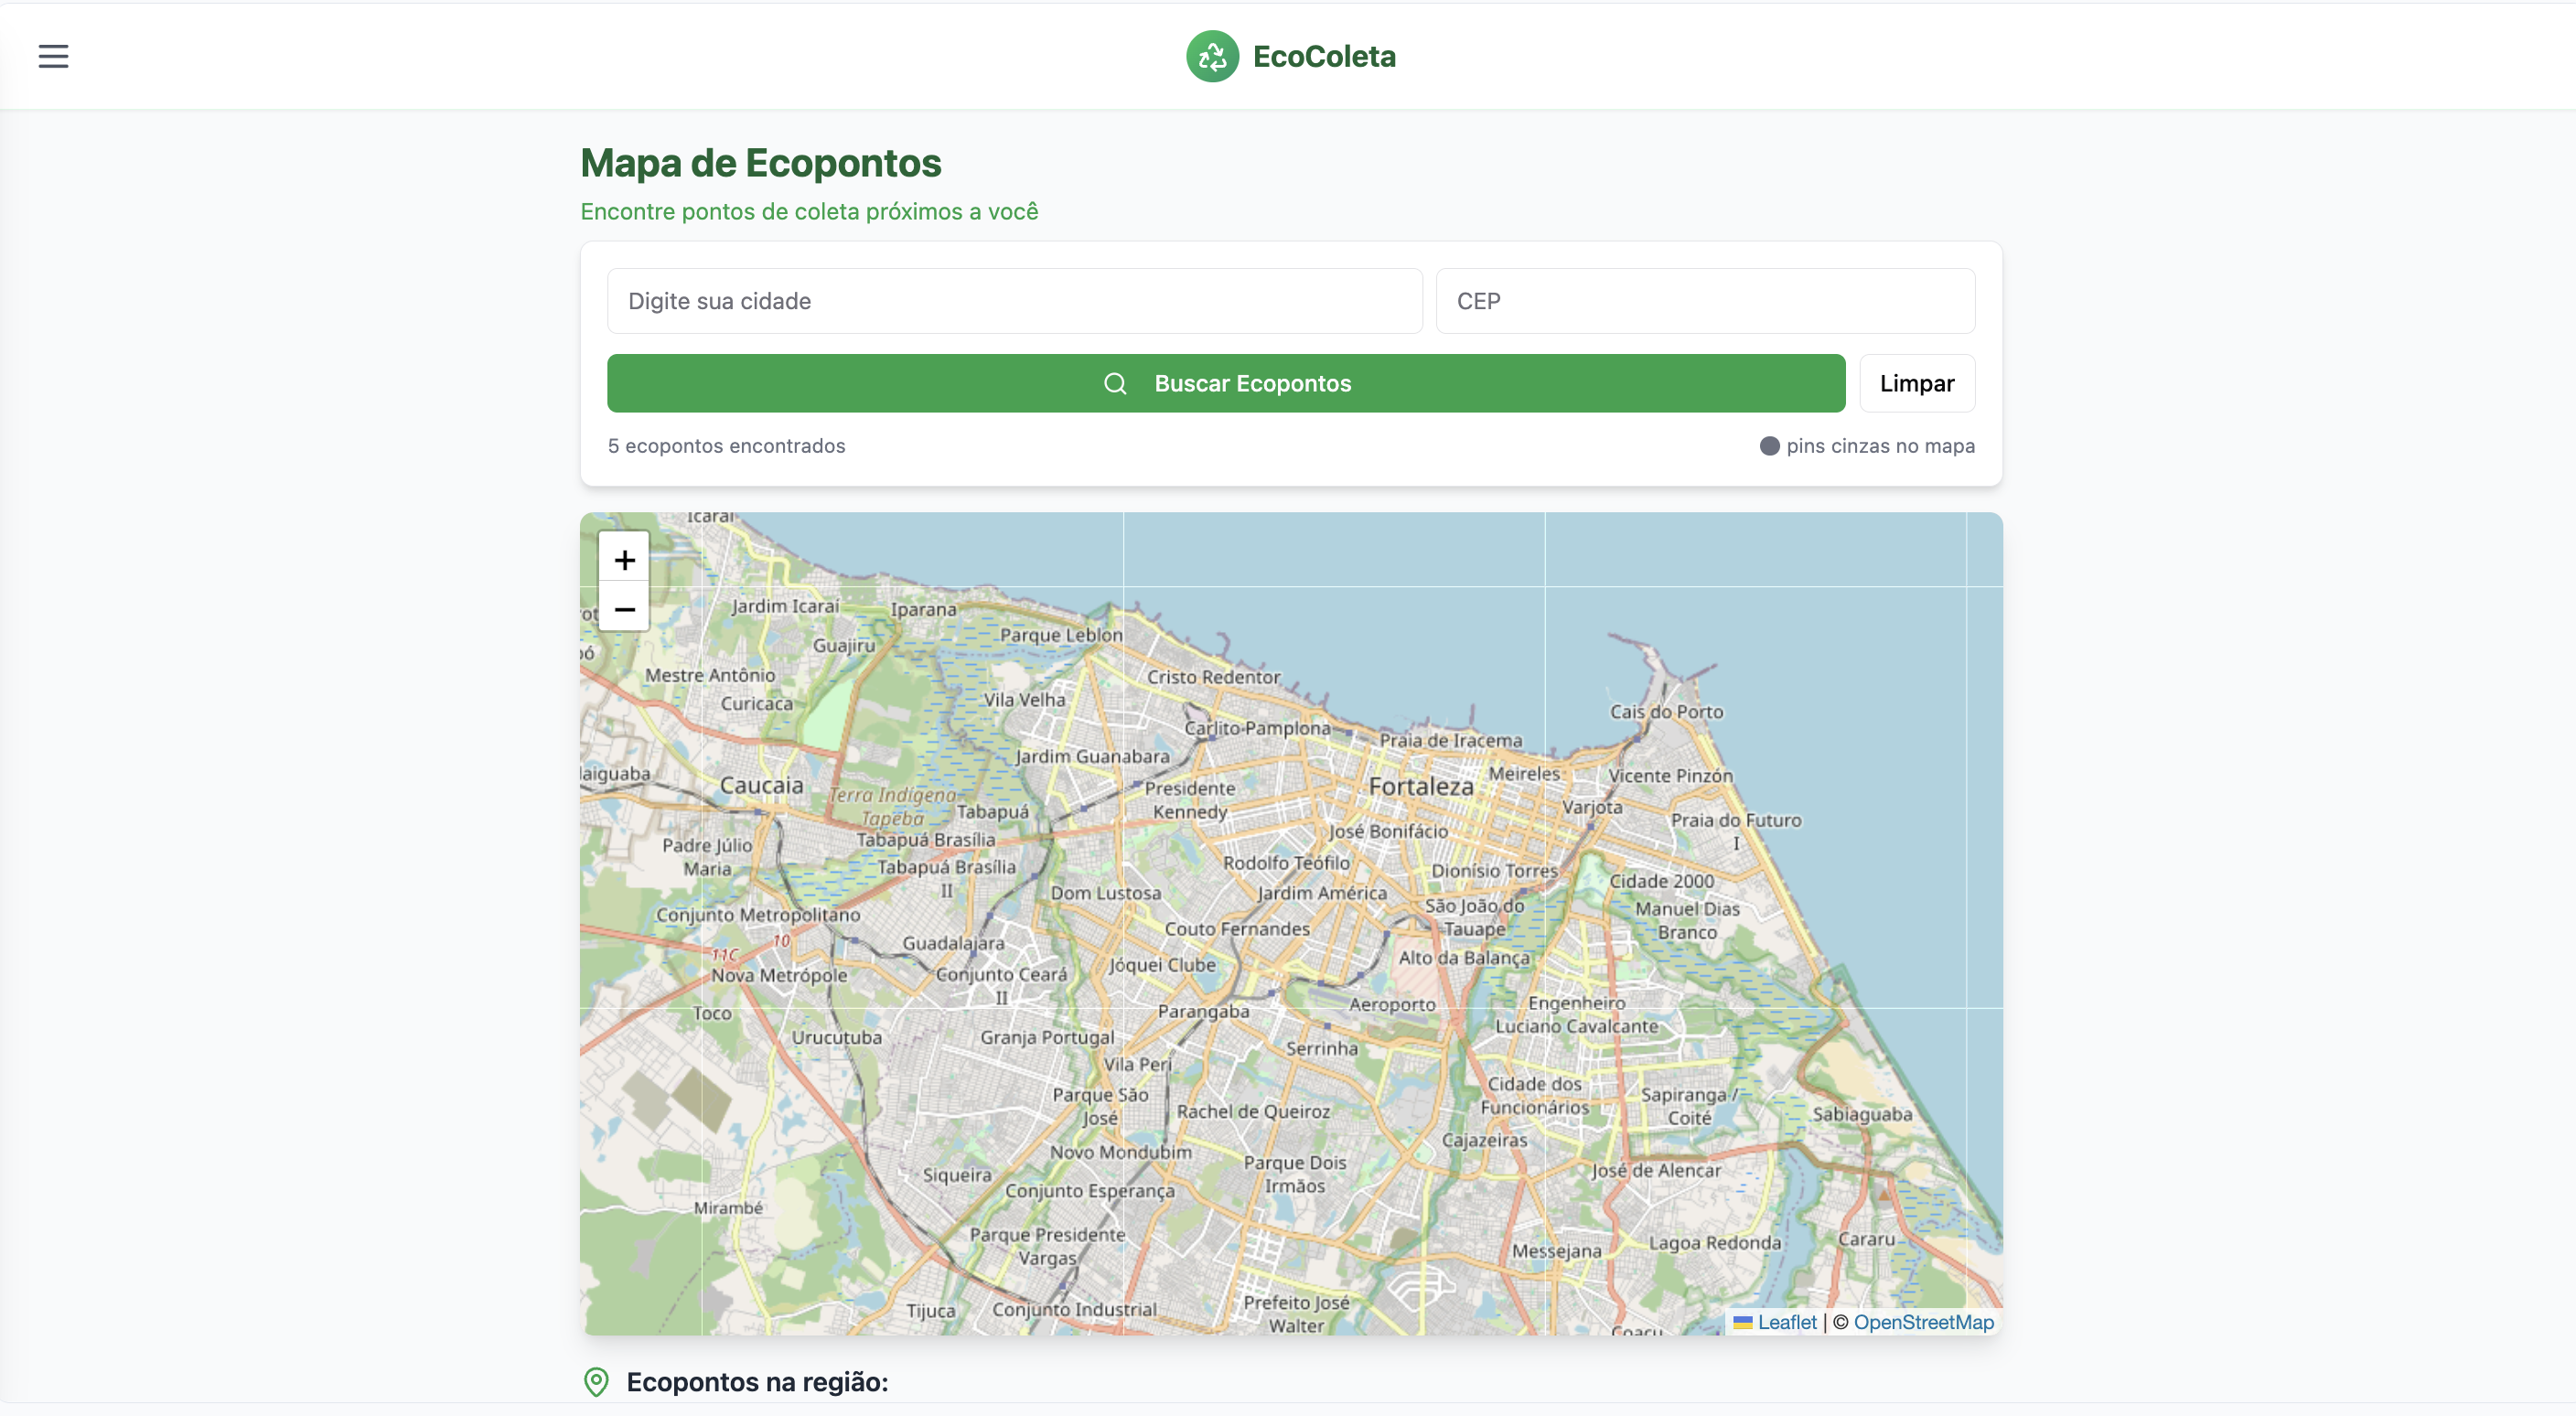 EcoColeta
Mapa de Ecopontos
Encontre pontos de coleta próximos a você
Digite sua cidade
CEP
Buscar Ecopontos
Limpar
5 ecopontos encontrados
pins cinzas no mapa
Icaraí
+
−
Jardim Icaraí
Iparana
Parque Leblon
Guajiru
Mestre Antônio
Cristo Redentor
Curicaca
Vila Velha
Cais do Porto
Carlito Pamplona
Praia de Iracema
Jardim Guanabara
Caucaia
Presidente
Kennedy
Fortaleza
Meireles
Vicente Pinzón
Terra Indígena
Tapeba
Tabapuá
Varjota
Praia do Futuro
I
José Bonifácio
Padre Júlio
Maria
Tabapuá Brasília
Tabapuá Brasília
II
Rodolfo Teófilo
Dionísio Torres
Cidade 2000
Dom Lustosa
Jardim América
São João do
Tauape
Manuel Dias
Branco
Conjunto Metropolitano
Couto Fernandes
10
11C
Guadalajara
Alto da Balança
Nova Metrópole
Conjunto Ceará
II
Jóquei Clube
Aeroporto
Engenheiro
Luciano Cavalcante
Toco
Parangaba
Urucutuba
Granja Portugal
Serrinha
Vila Peri
Cidade dos
Funcionários
Parque São
José
Rachel de Queiroz
Sapiranga /
Coité
Sabiaguaba
Cajazeiras
Novo Mondubim
Siqueira
Parque Dois
Irmãos
José de Alencar
Conjunto Esperança
Mirambé
Parque Presidente
Vargas
Messejana
Lagoa Redonda
Cararu
Tijuca
Conjunto Industrial
Prefeito José
Walter
Leaflet | © OpenStreetMap
Ecopontos na região: